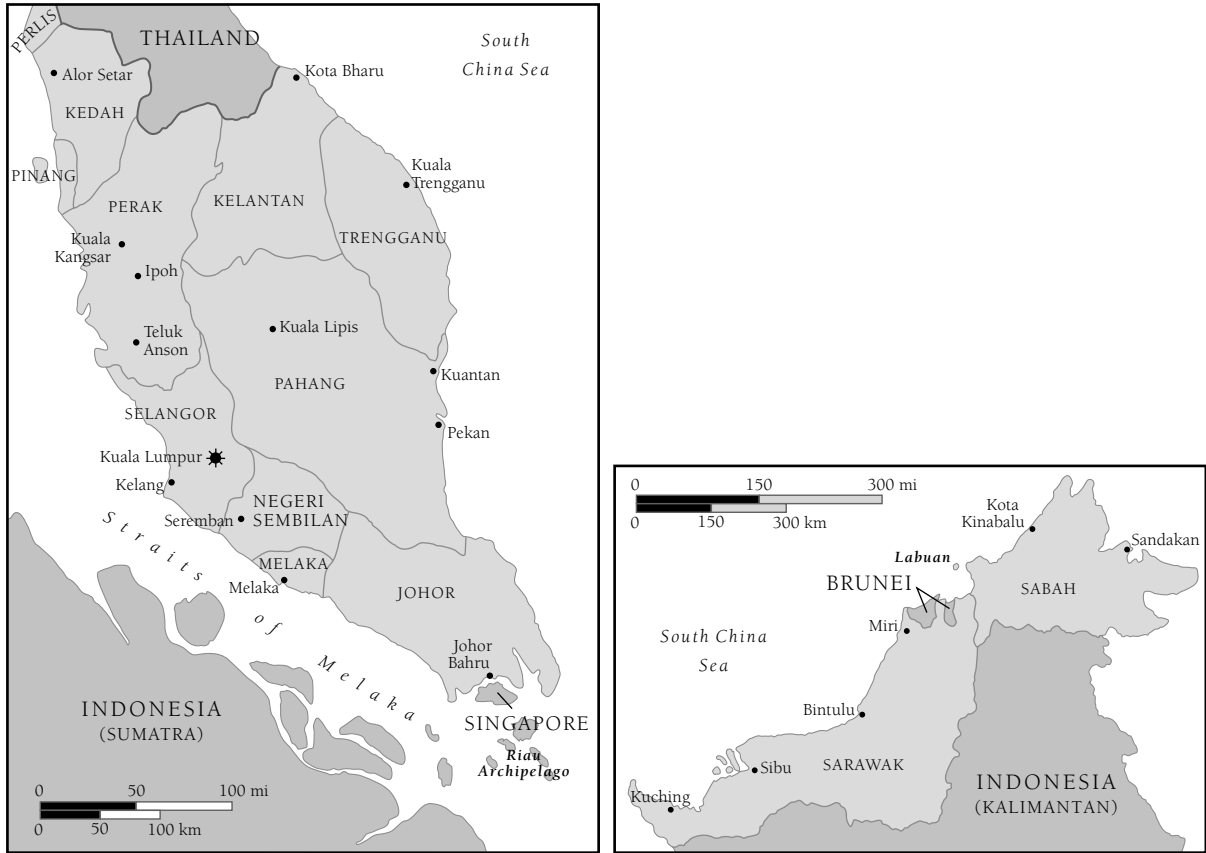 PERLIS
THAILAND
South
China Sea
Alor Setar
Kota Bharu
KEDAH
PINANG
Kuala
Trengganu
PERAK
KELANTAN
TRENGGANU
Kuala
Kangsar
Ipoh
Teluk
Anson
Kuala Lipis
PAHANG
Kuantan
SELANGOR
Pekan
Kuala Lumpur
Kelang
NEGERI
SEMBILAN
Seremban
MELAKA
Melaka
JOHOR
Straits of Melaka
Johor
Bahru
SINGAPORE
INDONESIA
(SUMATRA)
Riau
Archipelago
0 50 100 mi
0 50 100 km
0 150 300 mi
0 150 300 km
Kota
Kinabalu
Sandakan
Labuan
BRUNEI
SABAH
Miri
South China
Sea
Bintulu
Sibu
SARAWAK
Kuching
INDONESIA
(KALIMANTAN)